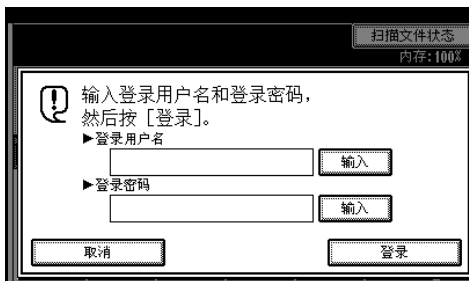 扫描文件状态
内存:100%
输入登录用户名和登录密码，
然后按［登录］。
▶登录用户名
输入
▶登录密码
输入
取消
登录